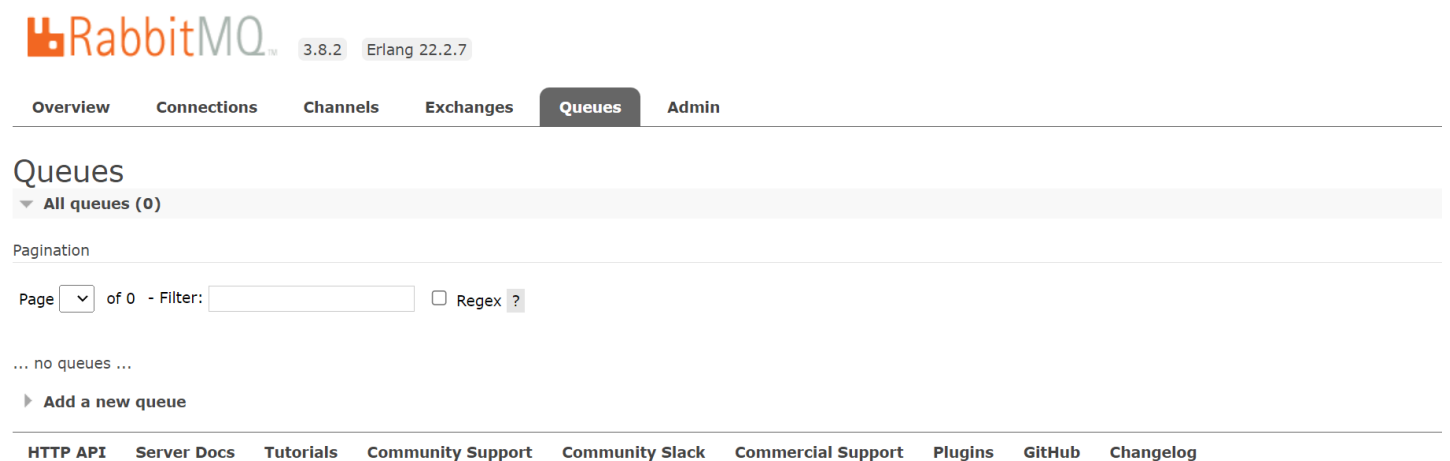 RabbitMQ TM 3.8.2 Erlang 22.2.7
Overview Connections Channels Exchanges Queues Admin
Queues
All queues (0)
Pagination
Page of 0 - Filter: Regex ?
... no queues ...
Add a new queue
HTTP API Server Docs Tutorials Community Support Community Slack Commercial Support Plugins GitHub Changelog